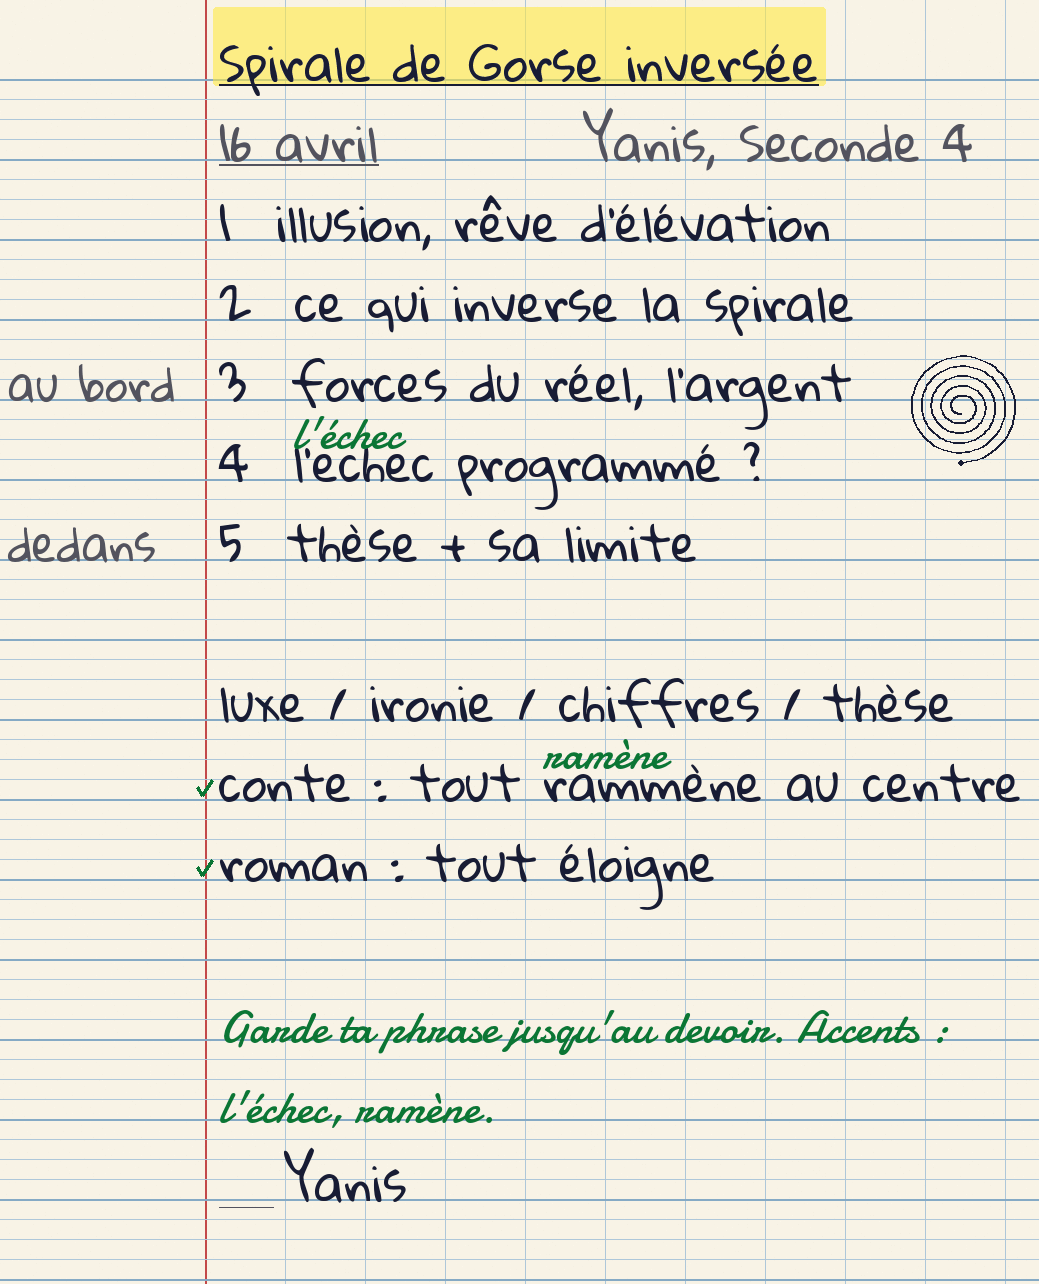 Spirale de Gorse inversée
16 avril Yanis, Seconde 4
1 illusion, rêve d'élévation
2 ce qui inverse la spirale
au bord 3 forces du réel, l'argent
l'échec
4 l'echec programmé ?
dedans 5 thèse + sa limite
luxe / ironie / chiffres / thèse
ramène
✓ conte : tout rammène au centre
✓ roman : tout éloigne
Garde ta phrase jusqu'au devoir. Accents :
l'échec, ramène.
Yanis